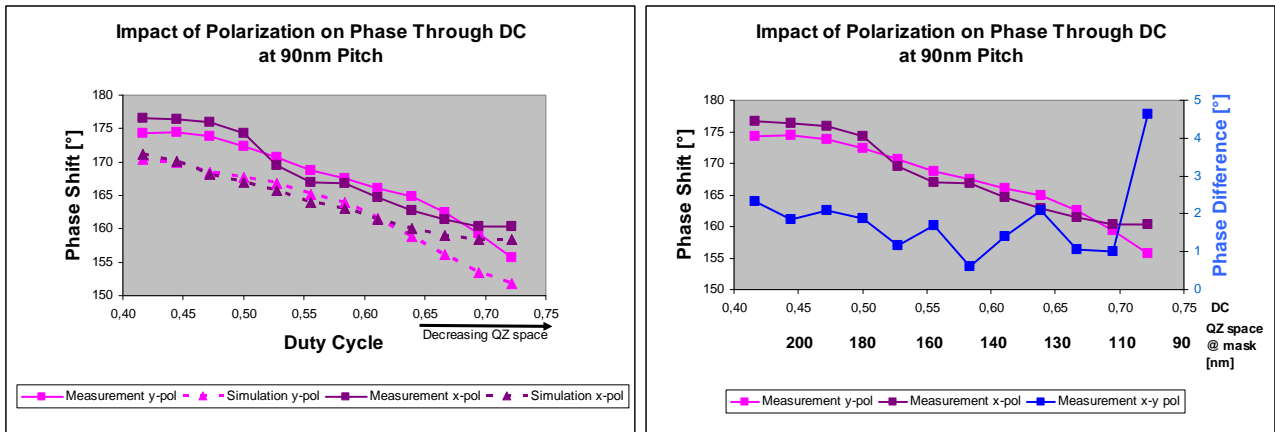 Impact of Polarization on Phase Through DC
at 90nm Pitch
Phase Shift [°]
180
175
170
165
160
155
150
0,40 0,45 0,50 0,55 0,60 0,65 0,70 0,75
Duty Cycle
Decreasing QZ space
Measurement y-pol Simulation y-pol Measurement x-pol Simulation x-pol
Impact of Polarization on Phase Through DC
at 90nm Pitch
Phase Shift [°]
180
175
170
165
160
155
150
5
4
3
2
1
0
Phase Difference [°]
0,40 0,45 0,50 0,55 0,60 0,65 0,70 0,75 DC
200 180 160 140 130 110 90
QZ space
@ mask
[nm]
Measurement y-pol Measurement x-pol Measurement x-y pol